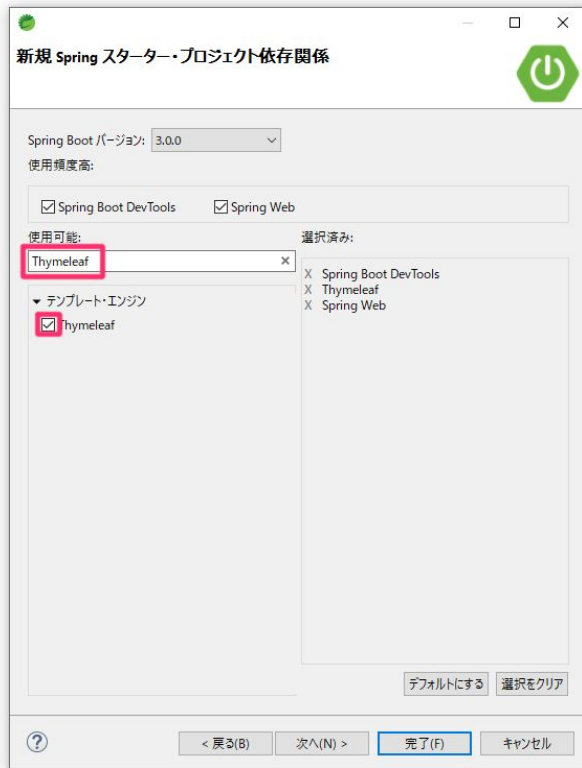 新規 Spring スターター・プロジェクト依存関係
Spring Boot バージョン: 3.0.0
使用頻度高:
Spring Boot DevTools Spring Web
使用可能: 選択済み:
Thymeleaf
X Spring Boot DevTools
X Thymeleaf
X Spring Web
テンプレート・エンジン
Thymeleaf
デフォルトにする 選択をクリア
< 戻る(B) 次へ(N) > 完了(F) キャンセル